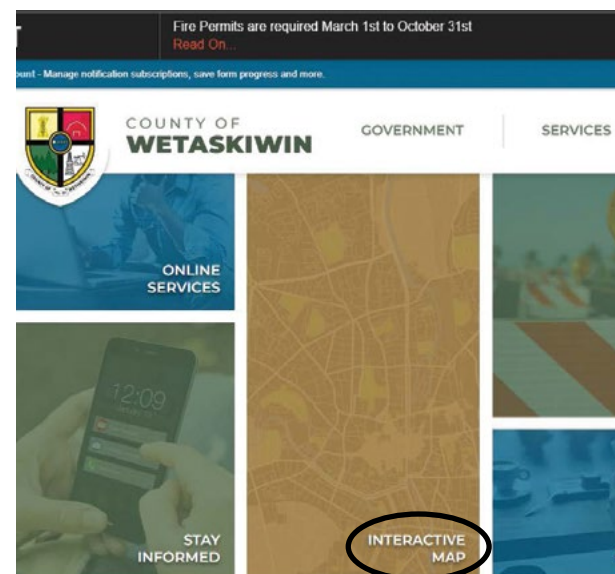 Fire Permits are required March 1st to October 31st
Read On...
ount - Manage notification subscriptions, save form progress and more.
COUNTY OF
WETASKIWIN
GOVERNMENT
SERVICES
ONLINE
SERVICES
12:09
STAY
INFORMED
INTERACTIVE
MAP